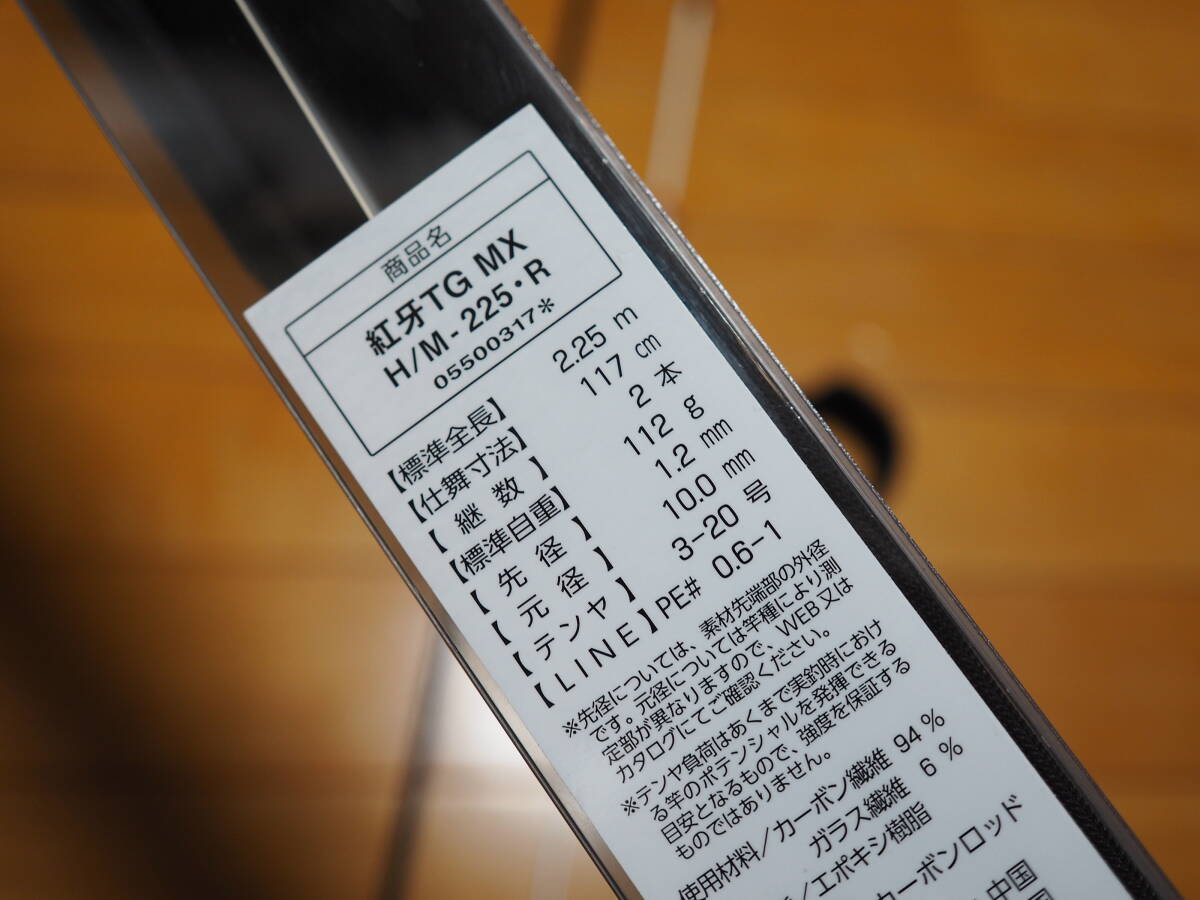 商品名
紅牙TG MX
H/M-225・R
05500317*
【標準全長】 2.25 m
【仕舞寸法】 117 cm
【継数】 2 本
【標準自重】 112 g
【先径】 1.2 mm
【元径】 10.0 mm
【テンヤ】 3-20 号
【LINE】PE# 0.6-1
※先径については、素材先端部の外径
です。元径については竿種により測
定部が異なりますので、WEB又は
カタログにてご確認ください。
※テンヤ負荷はあくまで実釣時におけ
る竿のポテンシャルを発揮できる
目安となるもので、強度を保証する
ものではありません。
使用材料/カーボン繊維 94 %
ガラス繊維 6 %
/エポキシ樹脂
カーボンロッド
中国